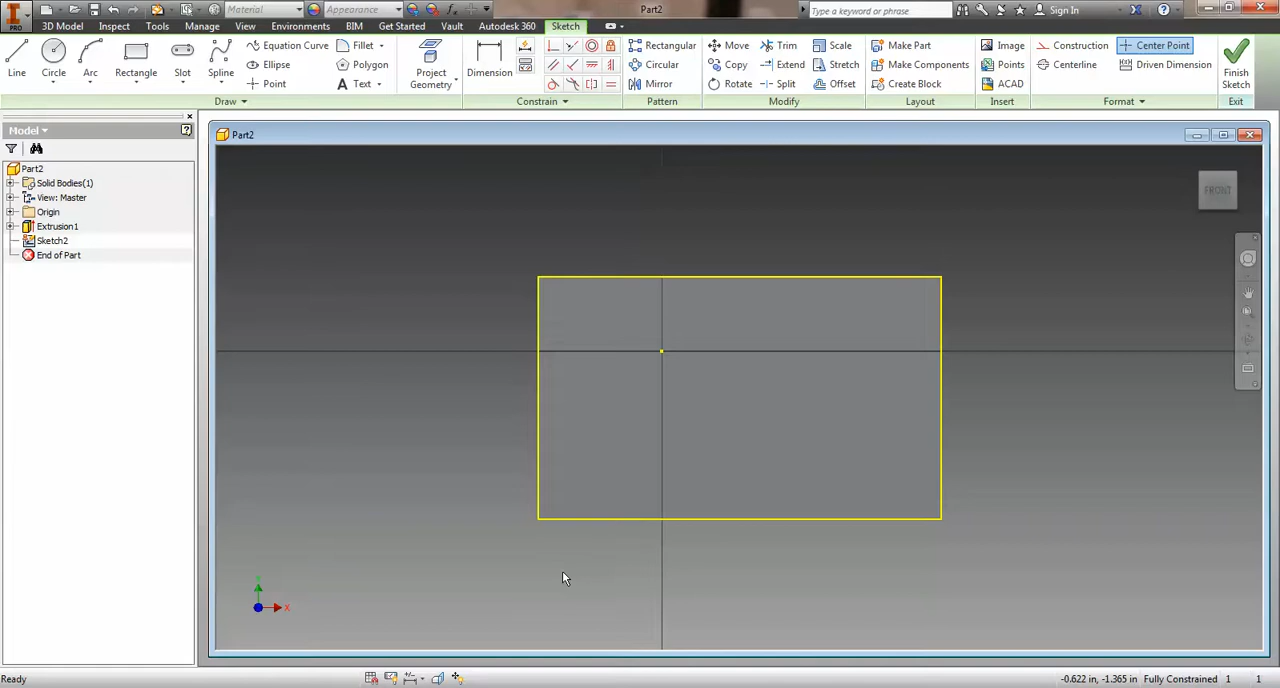 Material
Appearance
Part2
Type a keyword or phrase
Sign In
PRO
3D Model
Inspect
Tools
Manage
View
Environments
BIM
Get Started
Vault
Autodesk 360
Sketch
Line
Circle
Arc
Rectangle
Slot
Spline
Equation Curve
Ellipse
Point
Fillet
Polygon
Text
Project Geometry
Dimension
Rectangular
Circular
Mirror
Move
Copy
Rotate
Trim
Extend
Split
Scale
Stretch
Offset
Make Part
Make Components
Create Block
Image
Points
ACAD
Construction
Centerline
Center Point
Driven Dimension
Finish Sketch
Draw
Constrain
Pattern
Modify
Layout
Insert
Format
Exit
Model
Part2
Solid Bodies(1)
View: Master
Origin
Extrusion1
Sketch2
End of Part
Part2
FRONT
Y
X
Ready
-0.622 in, -1.365 in
Fully Constrained
1
1